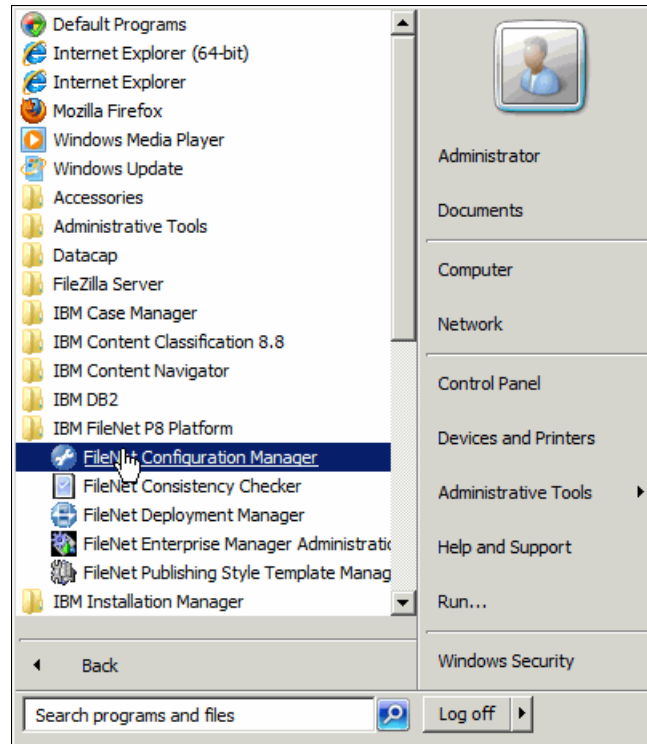 Default Programs
Internet Explorer (64-bit)
Internet Explorer
Mozilla Firefox
Windows Media Player
Windows Update
Accessories
Administrative Tools
Datacap
FileZilla Server
IBM Case Manager
IBM Content Classification 8.8
IBM Content Navigator
IBM DB2
IBM FileNet P8 Platform
FileNet Configuration Manager
FileNet Consistency Checker
FileNet Deployment Manager
FileNet Enterprise Manager Administratio
FileNet Publishing Style Template Manag
IBM Installation Manager
Back
Search programs and files
Administrator
Documents
Computer
Network
Control Panel
Devices and Printers
Administrative Tools
Help and Support
Run...
Windows Security
Log off